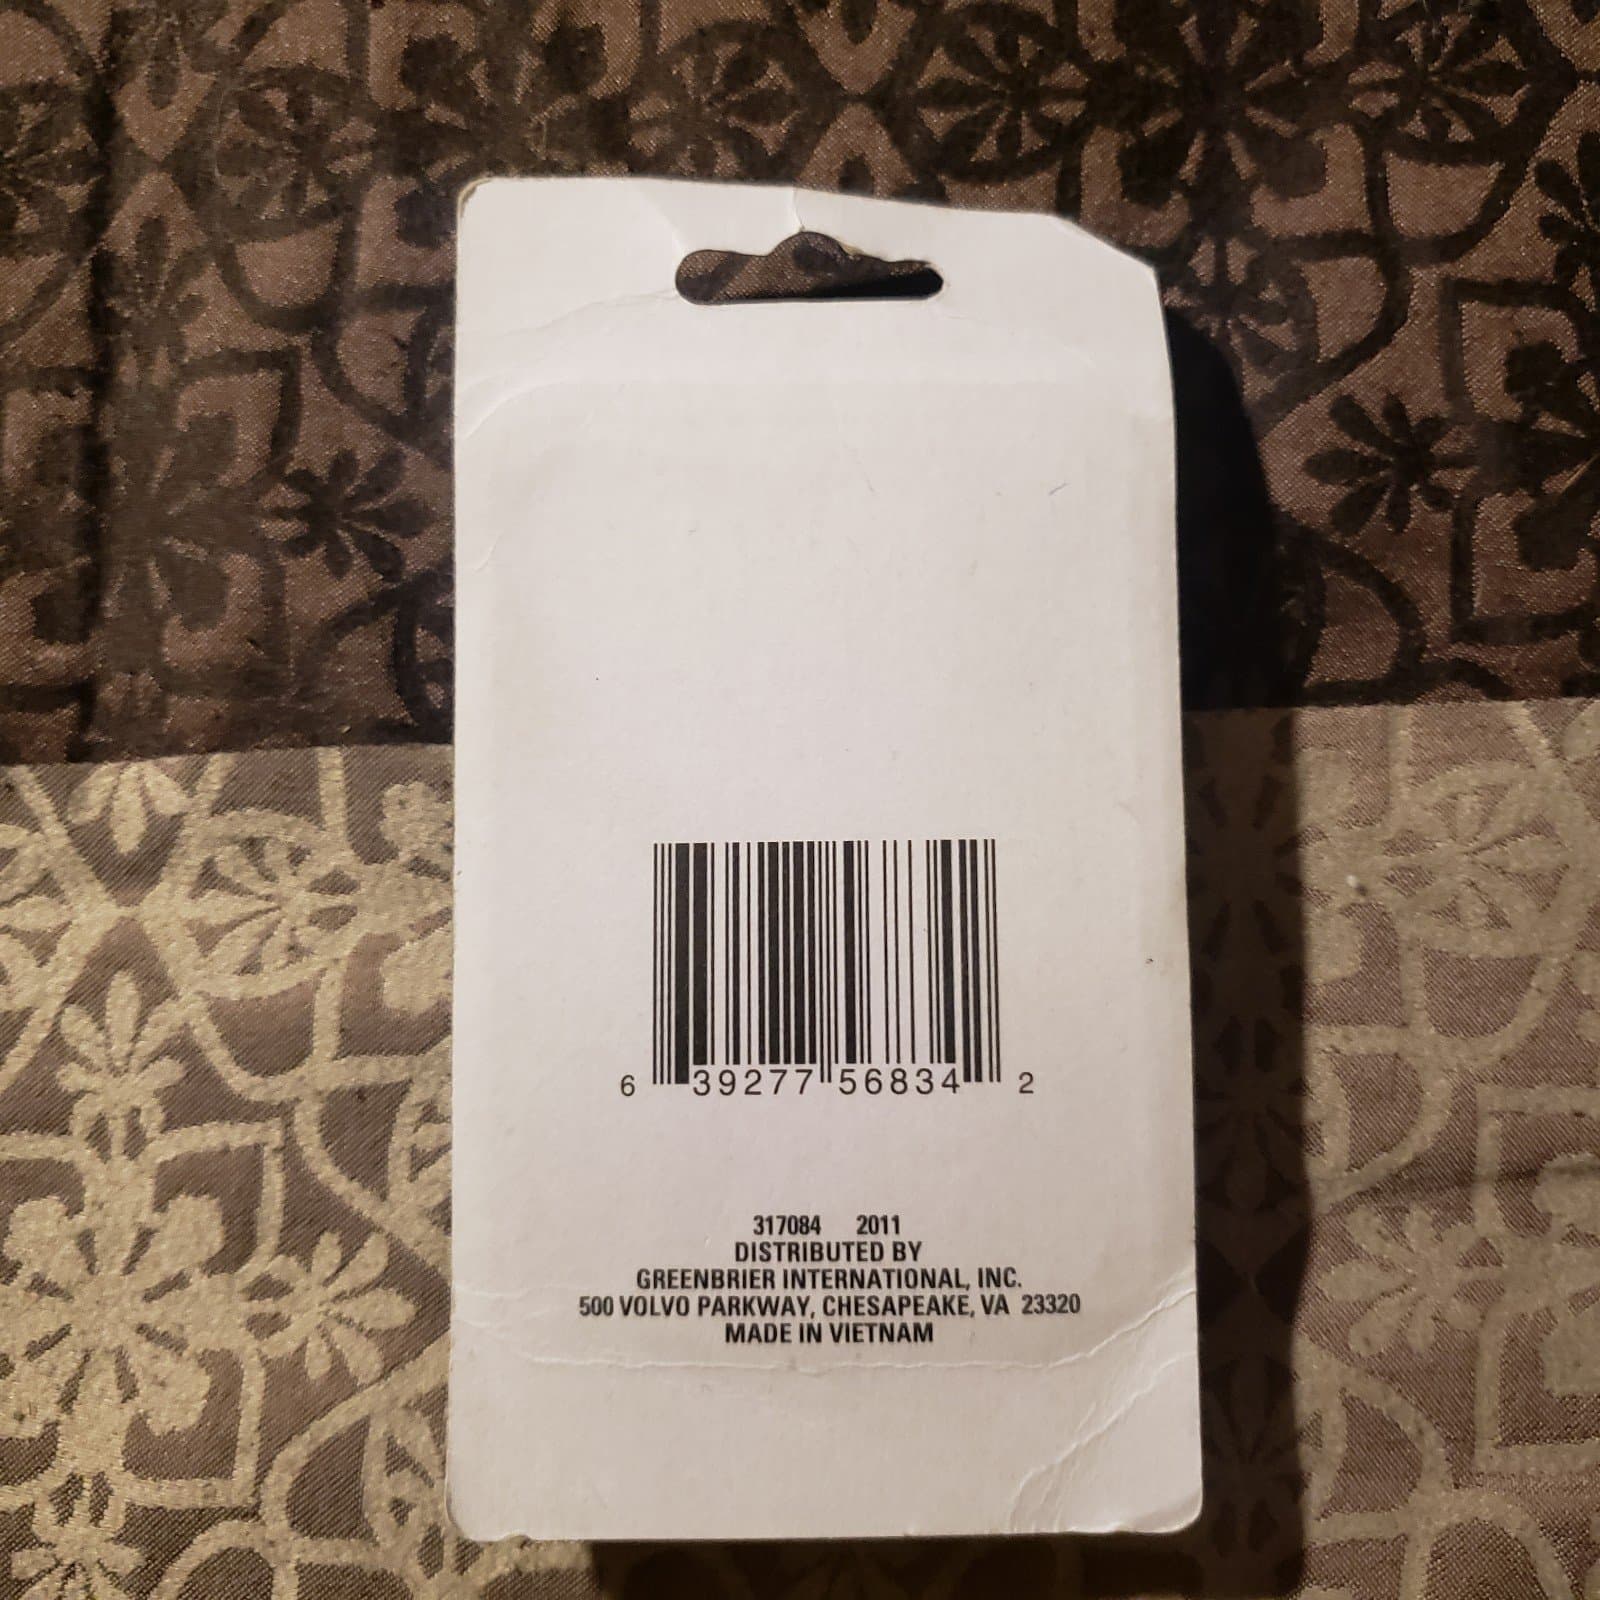 6 39277 56834 2
317084 2011
DISTRIBUTED BY
GREENBRIER INTERNATIONAL, INC.
500 VOLVO PARKWAY, CHESAPEAKE, VA 23320
MADE IN VIETNAM